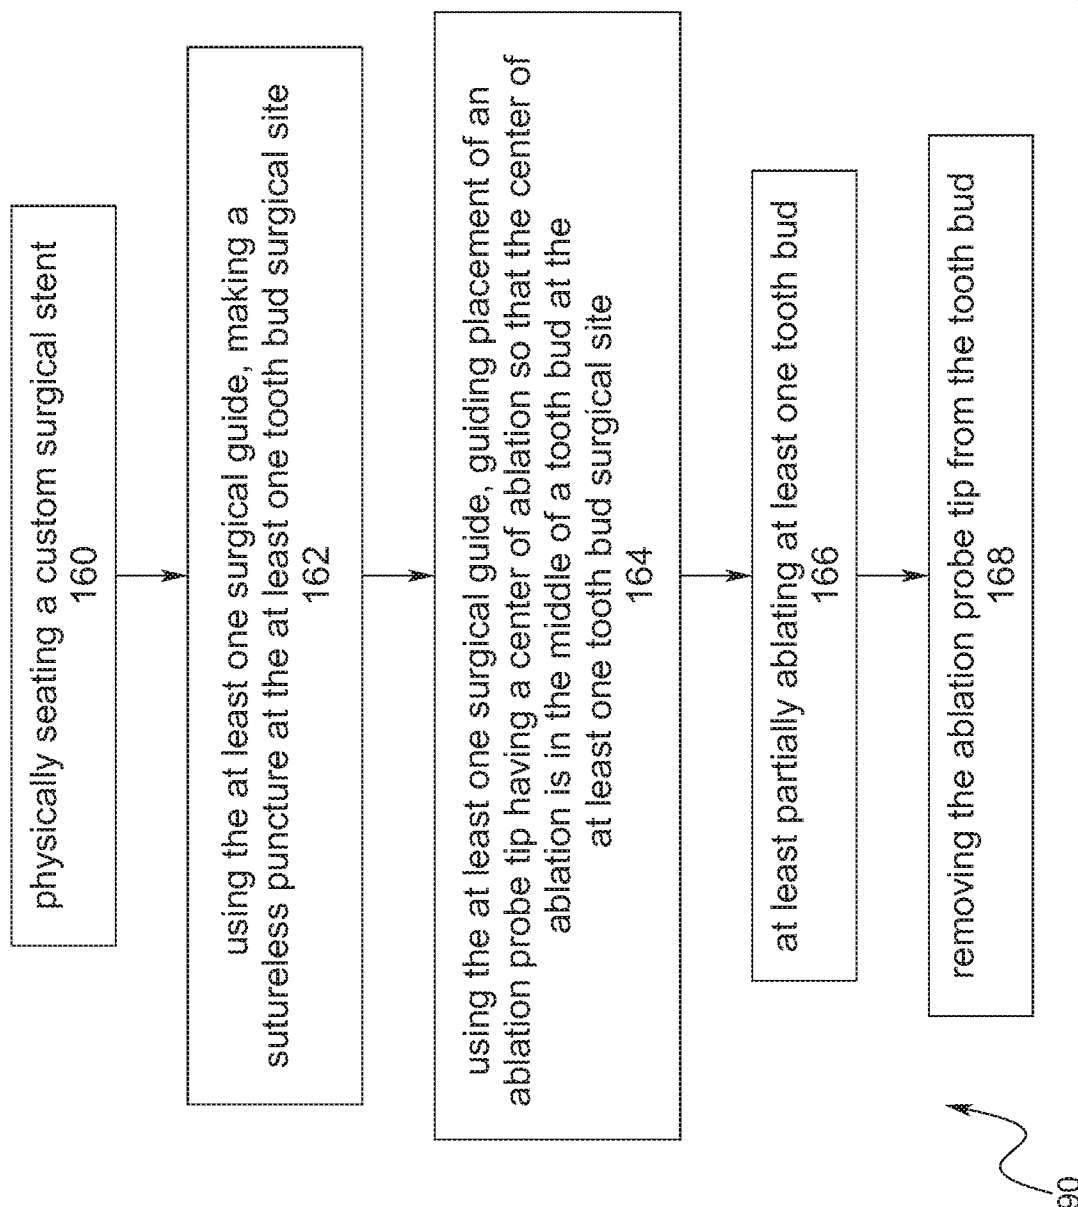 physically seating a custom surgical stent
160
using the at least one surgical guide, making a
sutureless puncture at the at least one tooth bud surgical site
162
using the at least one surgical guide, guiding placement of an
ablation probe tip having a center of ablation so that the center of
ablation is in the middle of a tooth bud at the
at least one tooth bud surgical site
164
at least partially ablating at least one tooth bud
166
removing the ablation probe tip from the tooth bud
168
90